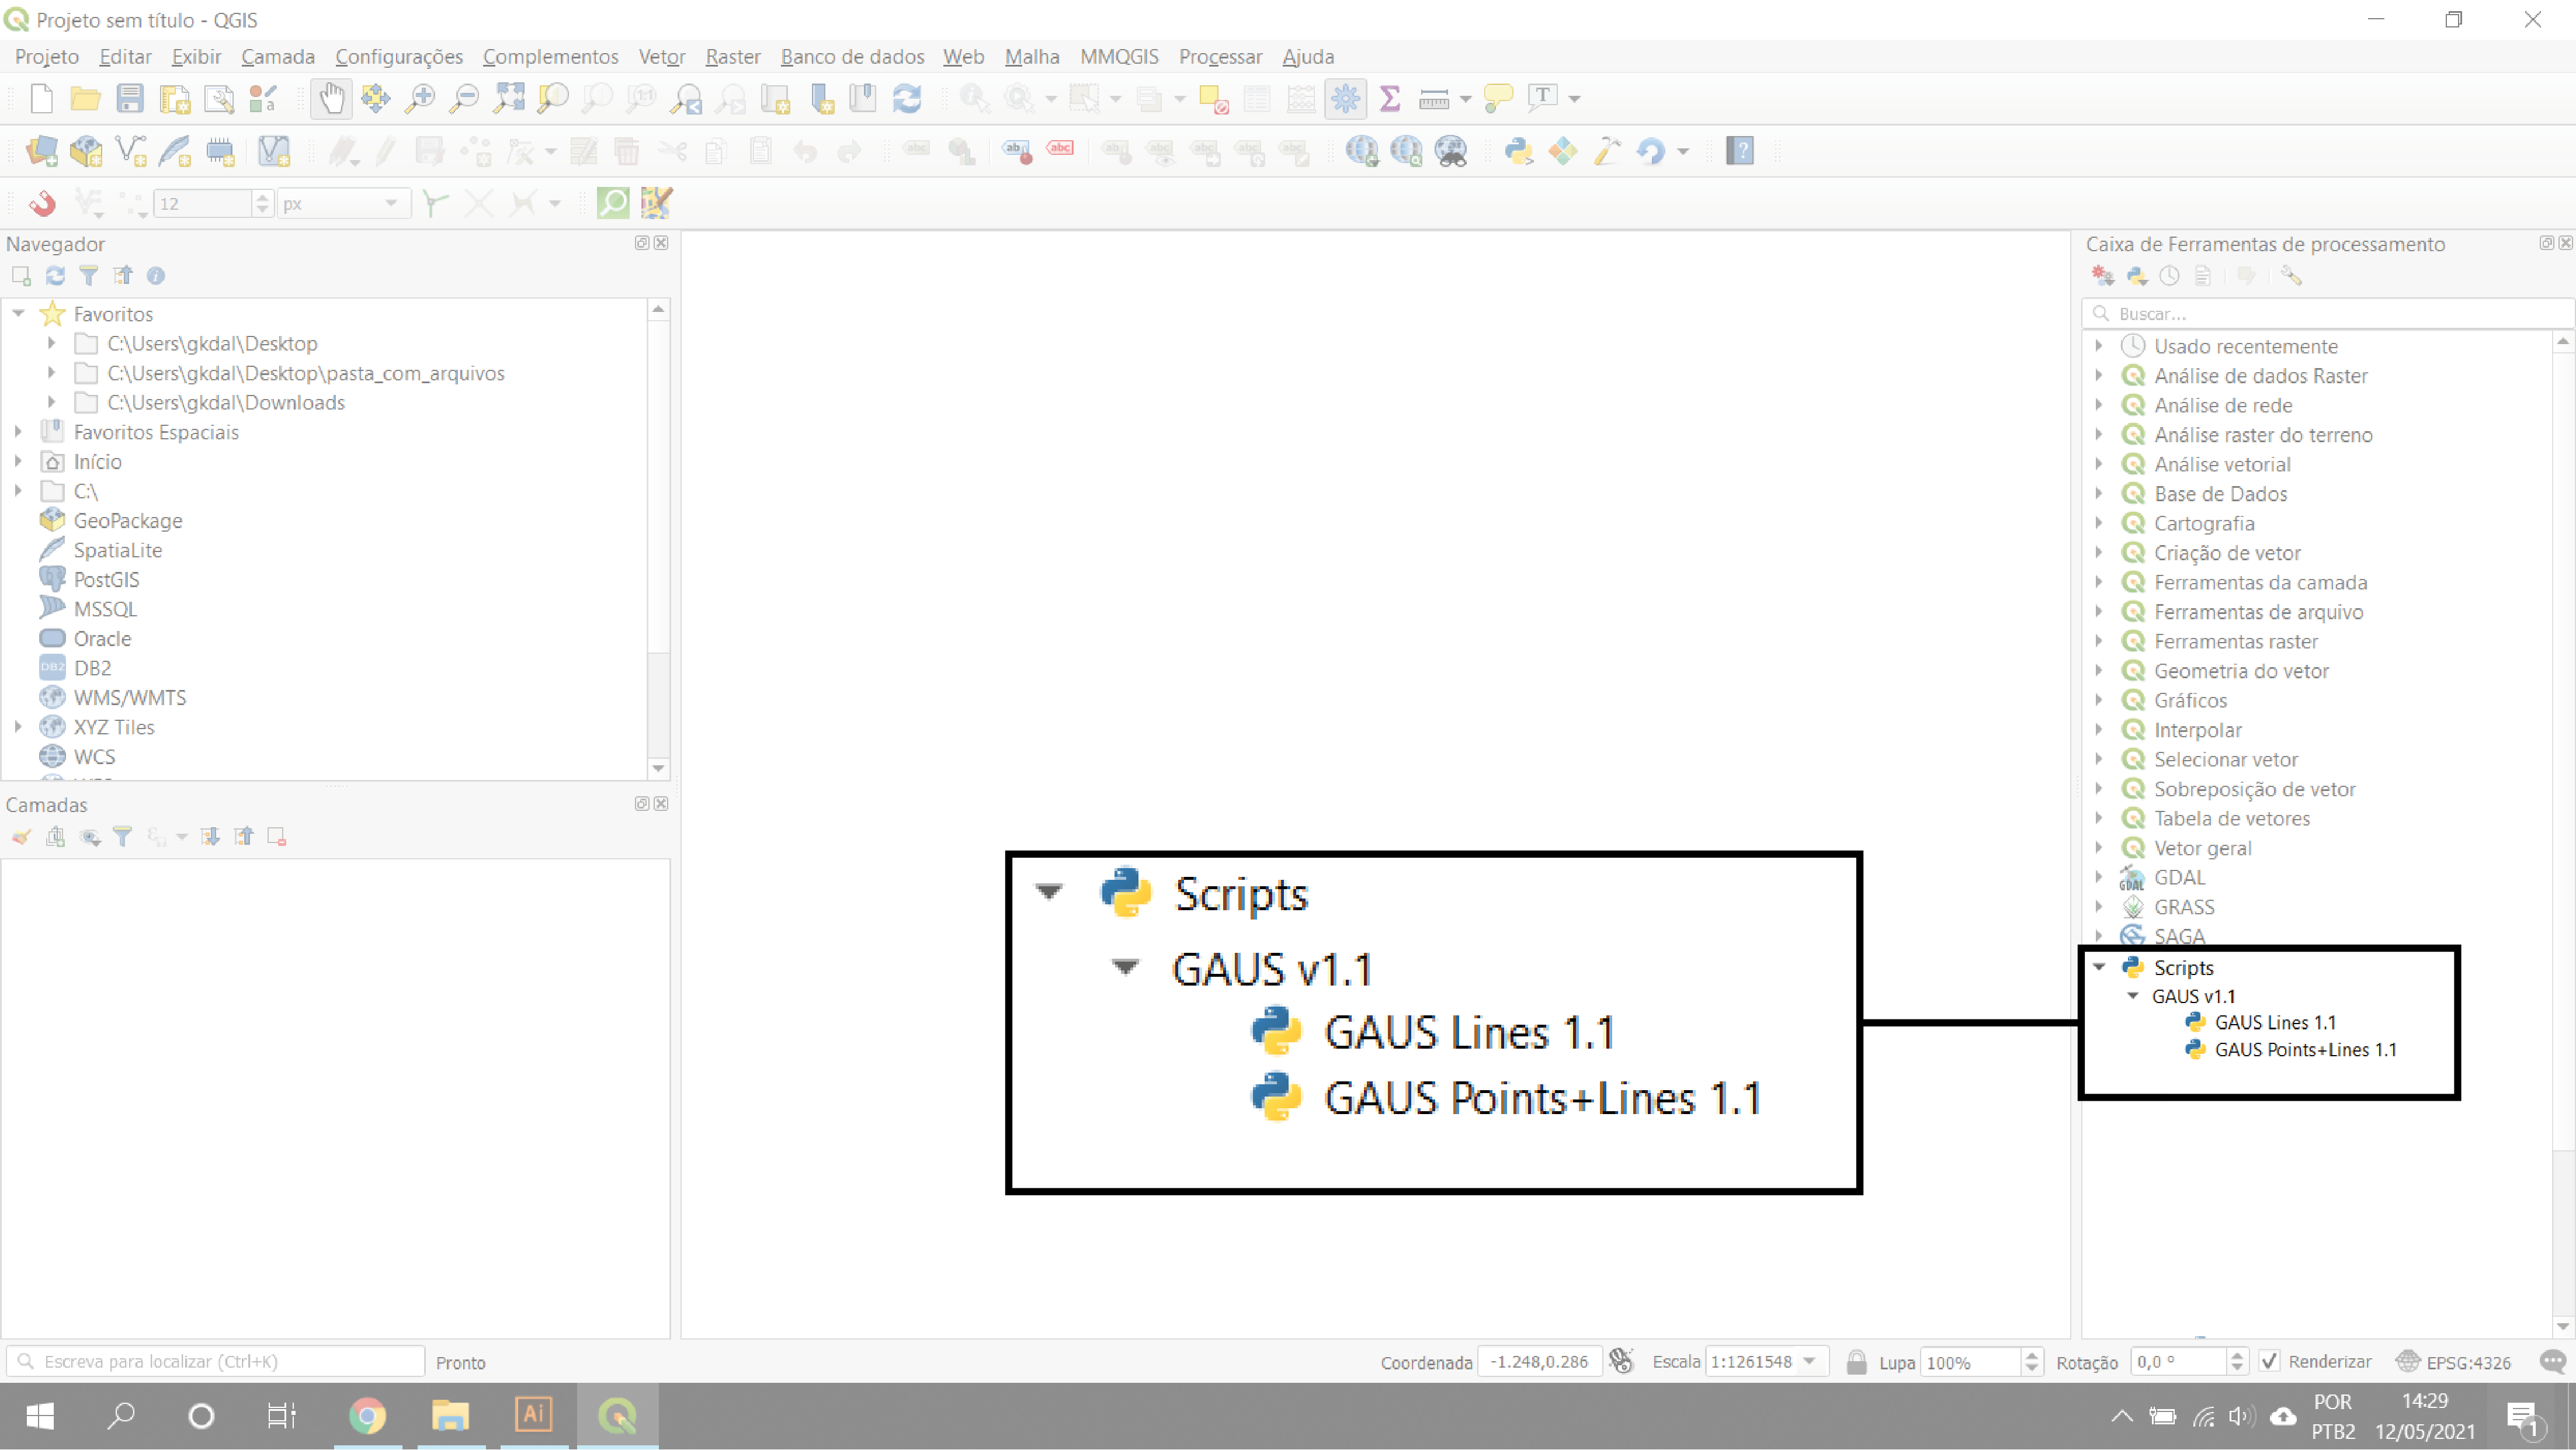 Projeto sem título - QGIS
Projeto Editar Exibir Camada Configurações Complementos Vetor Raster Banco de dados Web Malha MMQGIS Processar Ajuda
12 px
Navegador
Favoritos
C:\Users\gkdal\Desktop
C:\Users\gkdal\Desktop\pasta_com_arquivos
C:\Users\gkdal\Downloads
Favoritos Espaciais
Início
C:\
GeoPackage
SpatiaLite
PostGIS
MSSQL
Oracle
DB2
WMS/WMTS
XYZ Tiles
WCS
Camadas
Scripts
GAUS v1.1
GAUS Lines 1.1
GAUS Points+Lines 1.1
Caixa de Ferramentas de processamento
Buscar...
Usado recentemente
Análise de dados Raster
Análise de rede
Análise raster do terreno
Análise vetorial
Base de Dados
Cartografia
Criação de vetor
Ferramentas da camada
Ferramentas de arquivo
Ferramentas raster
Geometria do vetor
Gráficos
Interpolar
Selecionar vetor
Sobreposição de vetor
Tabela de vetores
Vetor geral
GDAL
GRASS
SAGA
Scripts
GAUS v1.1
GAUS Lines 1.1
GAUS Points+Lines 1.1
Escreva para localizar (Ctrl+K) Pronto Coordenada -1.248,0.286 Escala 1:1261548 Lupa 100% Rotação 0,0 ° Renderizar EPSG:4326
Ai
POR 14:29
PTB2 12/05/2021
1